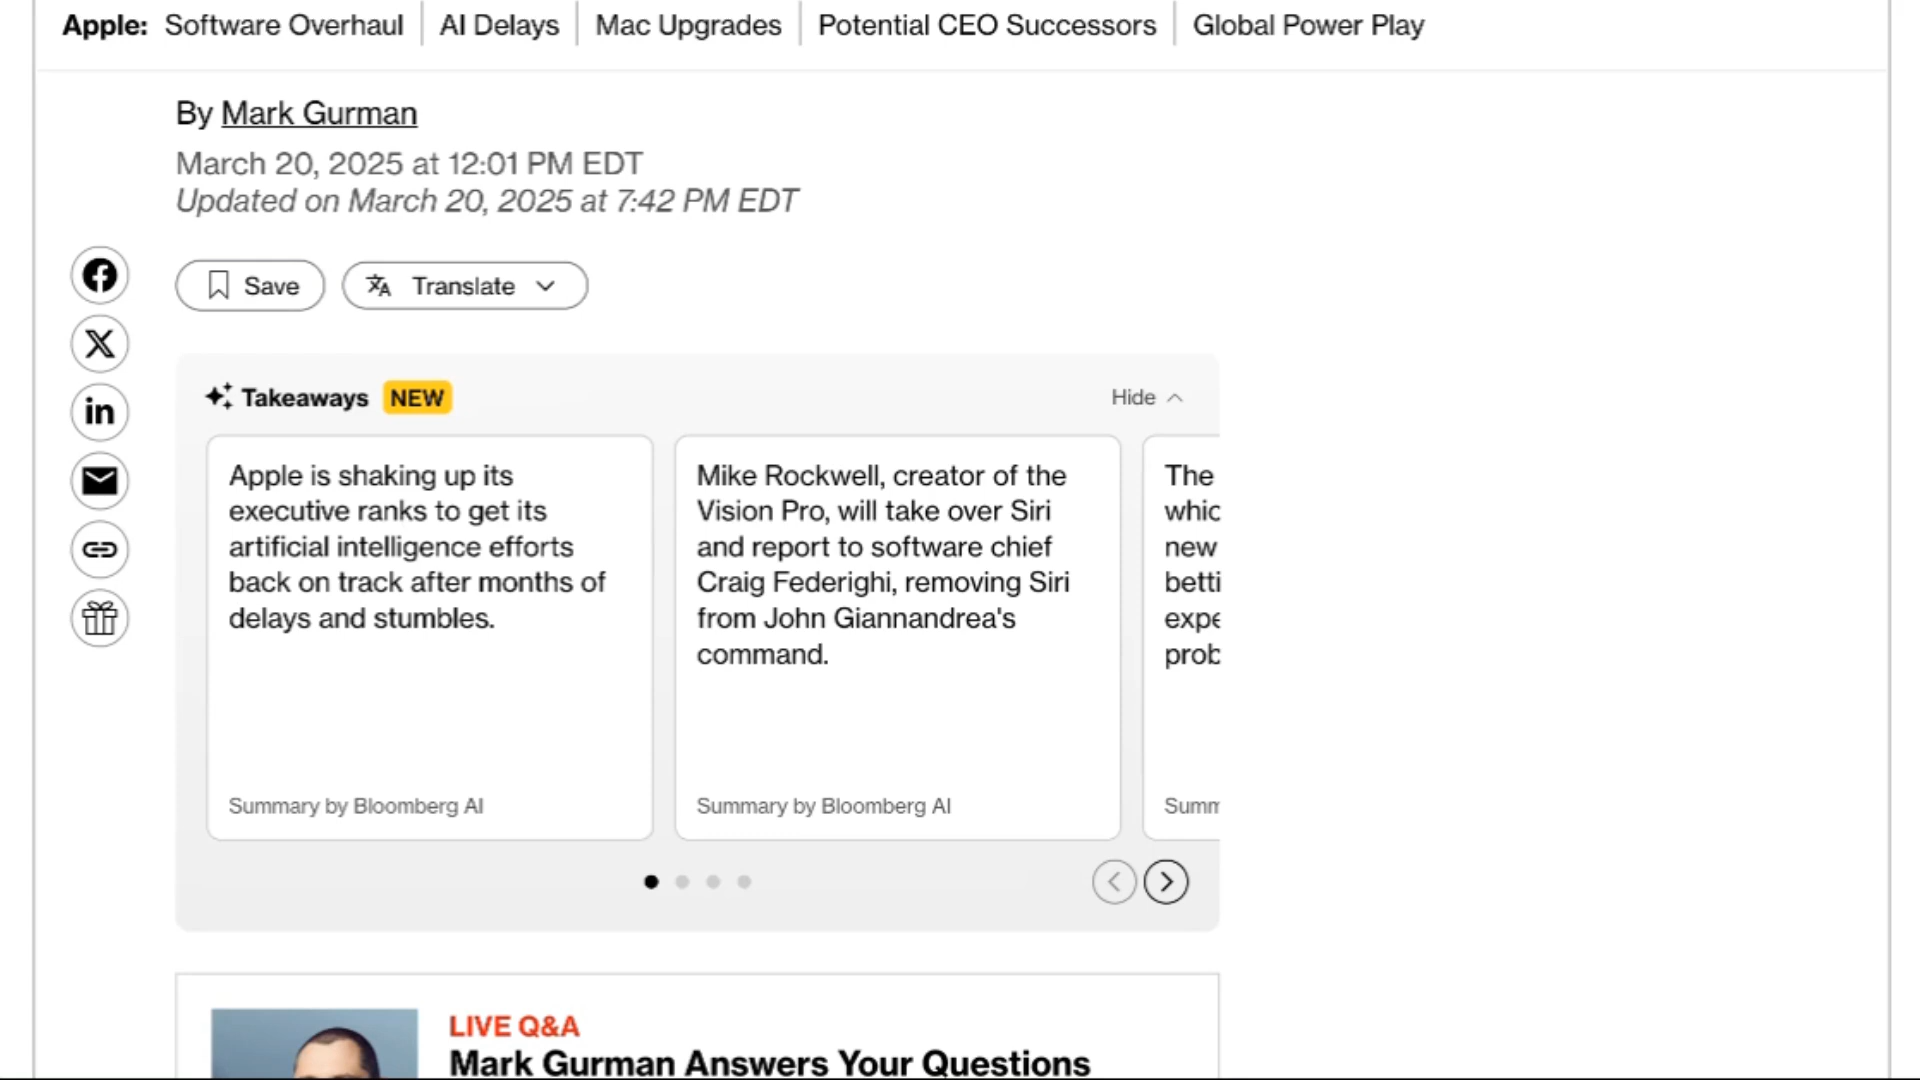 Apple: Software Overhaul AI Delays Mac Upgrades Potential CEO Successors Global Power Play
By Mark Gurman
March 20, 2025 at 12:01 PM EDT
Updated on March 20, 2025 at 7:42 PM EDT
Save Translate
Takeaways NEW Hide
Apple is shaking up its
executive ranks to get its
artificial intelligence efforts
back on track after months of
delays and stumbles.
Summary by Bloomberg AI
Mike Rockwell, creator of the
Vision Pro, will take over Siri
and report to software chief
Craig Federighi, removing Siri
from John Giannandrea's
command.
Summary by Bloomberg AI
The
whic
new
betti
expe
prob
Summ
LIVE Q&A
Mark Gurman Answers Your Questions